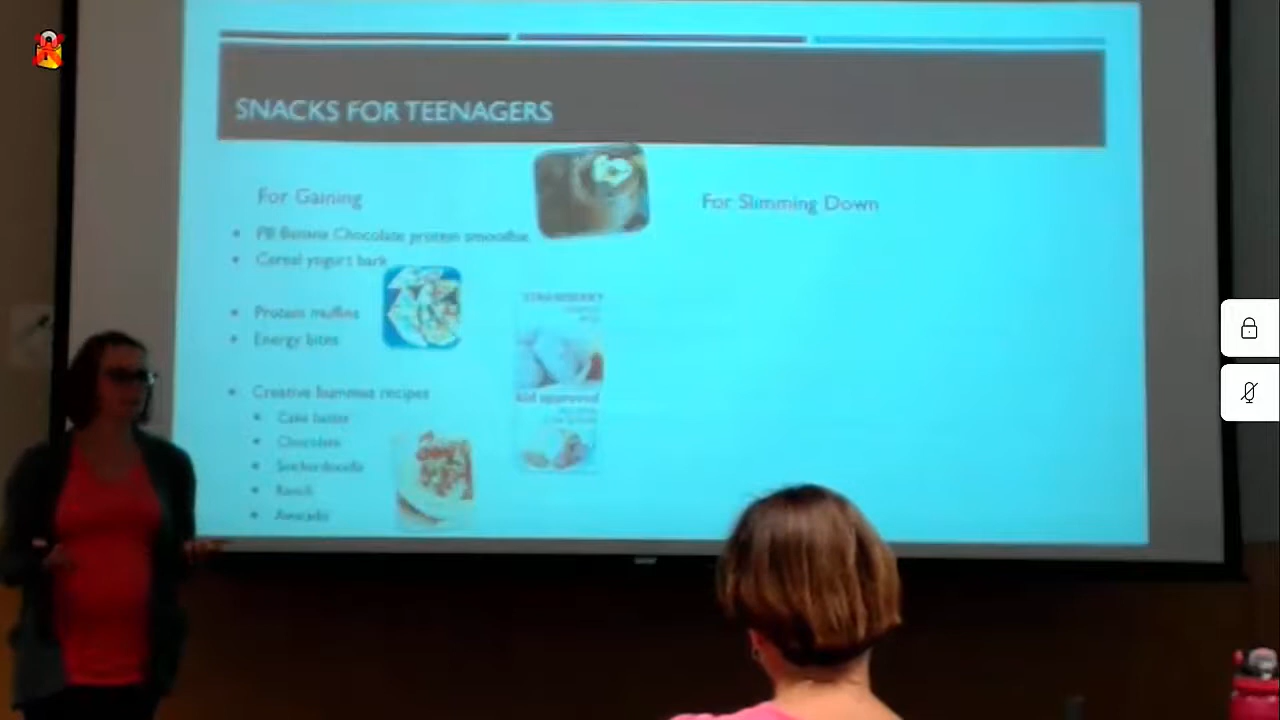 SNACKS FOR TEENAGERS
For Gaining
For Slimming Down
PB Banana Chocolate protein smoothie
Cereal yogurt bark
Protein muffins
Energy bites
Creative hummus recipes
Cake batter
Chocolate
Snickerdoodle
Ranch
Avocado
STRAWBERRY
kid approved